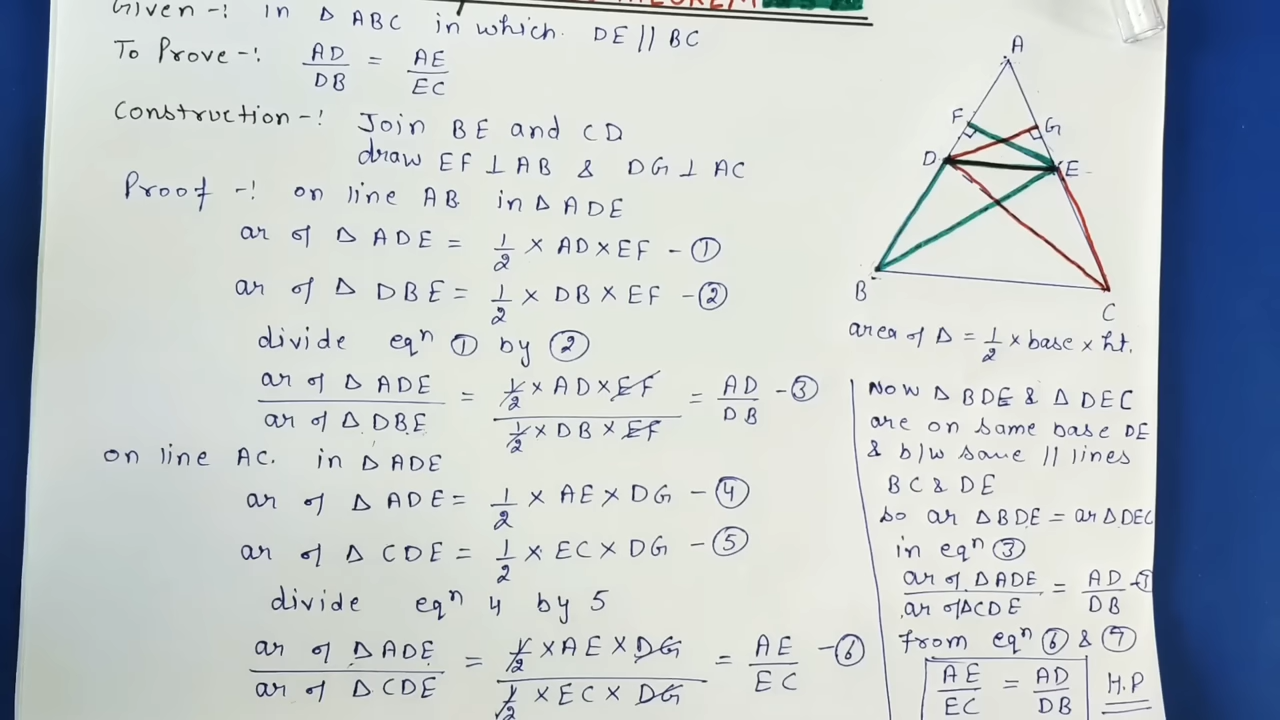 THEOREM
Given -: In Δ ABC in which. DE || BC
To Prove -: AD/DB = AE/EC
Construction -: Join BE and CD
draw EF ⊥ AB & DG ⊥ AC
Proof -: on line AB in Δ ADE
ar of Δ ADE = 1/2 × AD × EF - ①
ar of Δ DBE = 1/2 × DB × EF - ②
divide eqn ① by ②
ar of Δ ADE / ar of Δ DBE = 1/2 × AD × EF / 1/2 × DB × EF = AD/DB - ③
on line AC. in Δ ADE
ar of Δ ADE = 1/2 × AE × DG - ④
ar of Δ CDE = 1/2 × EC × DG - ⑤
divide eqn 4 by 5
ar of Δ ADE / ar of Δ CDE = 1/2 × AE × DG / 1/2 × EC × DG = AE/EC - ⑥
A
F
G
D
E
B
C
area of Δ = 1/2 × base × ht.
Now Δ BDE & Δ DEC
are on same base DE
& b/w same || lines
BC & DE
so ar Δ BDE = ar Δ DEC
in eqn ③
ar of Δ ADE / ar of Δ CDE = AD/DB - ⑦
from eqn ⑥ & ⑦
AE/EC = AD/DB H.P